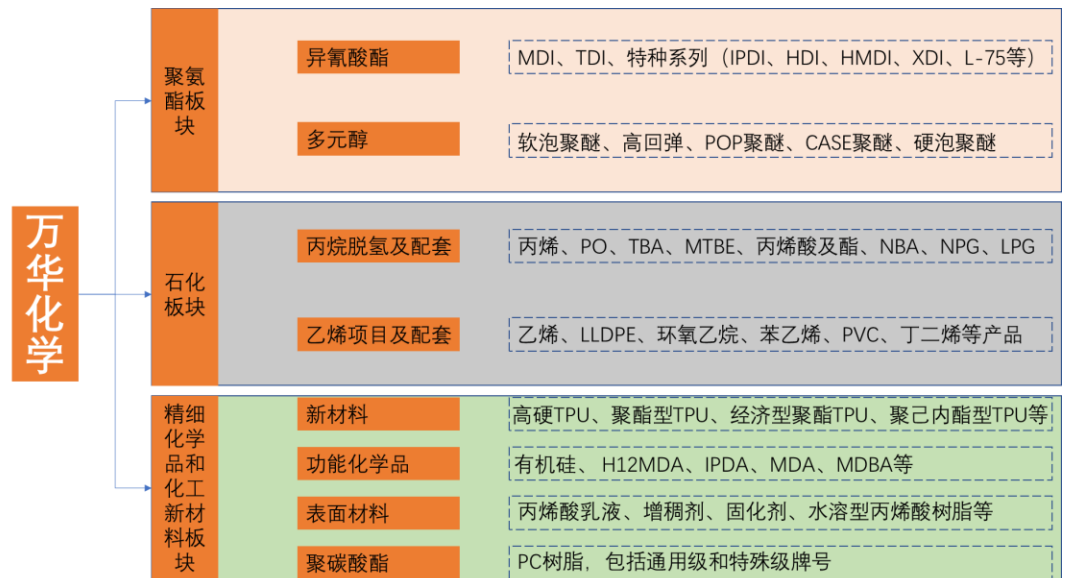 万华化学
聚氨
酯板
块
异氰酸酯
MDI、TDI、特种系列（IPDI、HDI、HMDI、XDI、L-75等）
多元醇
软泡聚醚、高回弹、POP聚醚、CASE聚醚、硬泡聚醚
石化
板块
丙烷脱氢及配套
丙烯、PO、TBA、MTBE、丙烯酸及酯、NBA、NPG、LPG
乙烯项目及配套
乙烯、LLDPE、环氧乙烷、苯乙烯、PVC、丁二烯等产品
精细
化学
品和
化工
新材
料板
块
新材料
高硬TPU、聚酯型TPU、经济型聚酯TPU、聚己内酯型TPU等
功能化学品
有机硅、H12MDA、IPDA、MDA、MDBA等
表面材料
丙烯酸乳液、增稠剂、固化剂、水溶型丙烯酸树脂等
聚碳酸酯
PC树脂，包括通用级和特殊级牌号